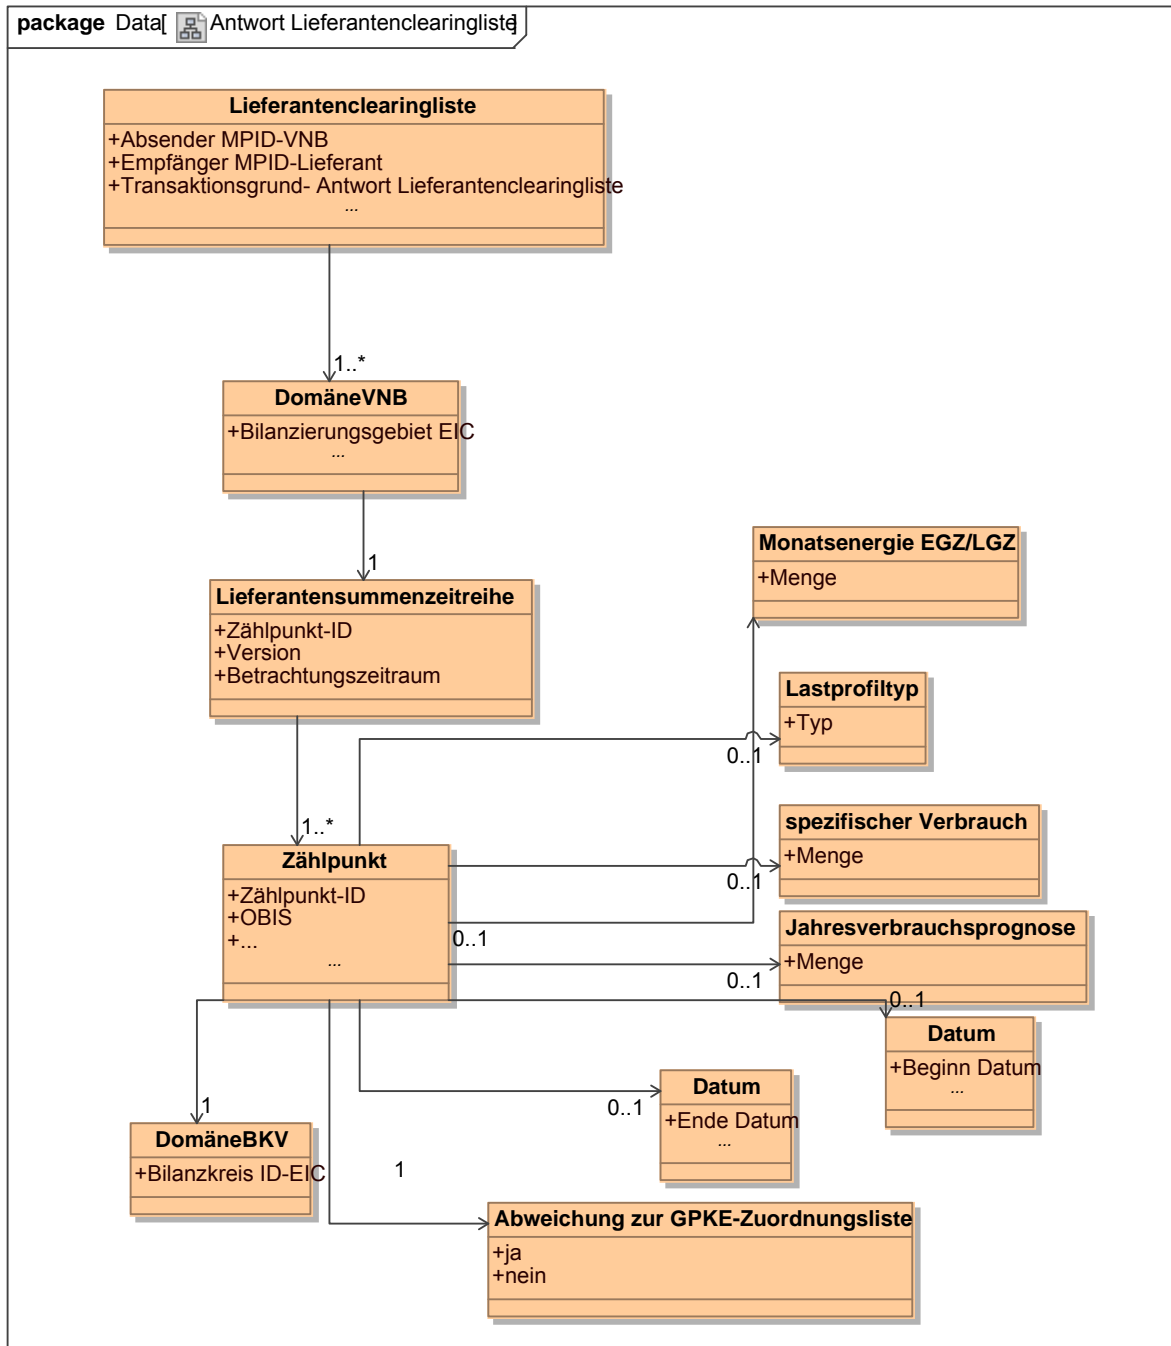 package Data[ Antwort Lieferantenclearingliste]
Lieferantenclearingliste
+Absender MPID-VNB
+Empfänger MPID-Lieferant
+Transaktionsgrund- Antwort Lieferantenclearingliste
...
1..*
DomäneVNB
+Bilanzierungsgebiet EIC
...
1
Lieferantensummenzeitreihe
+Zählpunkt-ID
+Version
+Betrachtungszeitraum
1..*
Monatsenergie EGZ/LGZ
+Menge
Lastprofiltyp
+Typ
0..1
spezifischer Verbrauch
+Menge
0..1
Zählpunkt
+Zählpunkt-ID
+OBIS
+...
...
0..1
Jahresverbrauchsprognose
+Menge
0..1
0..1
Datum
+Beginn Datum
...
Datum
+Ende Datum
...
0..1
1
DomäneBKV
+Bilanzkreis ID-EIC
1
Abweichung zur GPKE-Zuordnungsliste
+ja
+nein